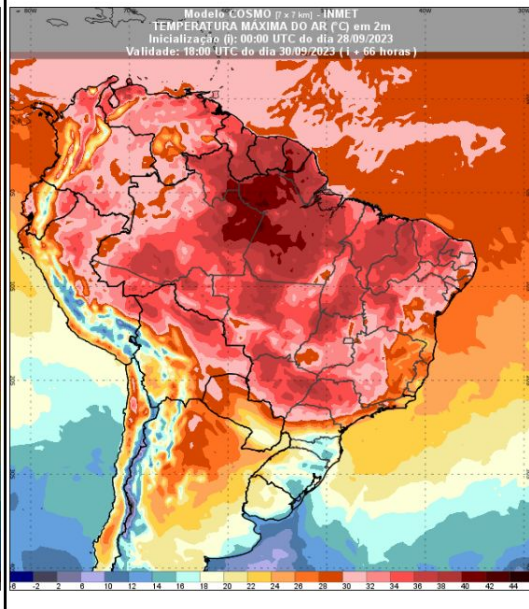 Modelo COSMO [7 x 7 km] - INMET
TEMPERATURA MÁXIMA DO AR (°C) em 2m
Inicialização (i): 00:00 UTC do dia 28/09/2023
Validade: 18:00 UTC do dia 30/09/2023 ( i + 66 horas )
-6 -2 2 6 8 10 12 14 16 18 20 22 24 26 28 30 32 34 36 38 40 42 44